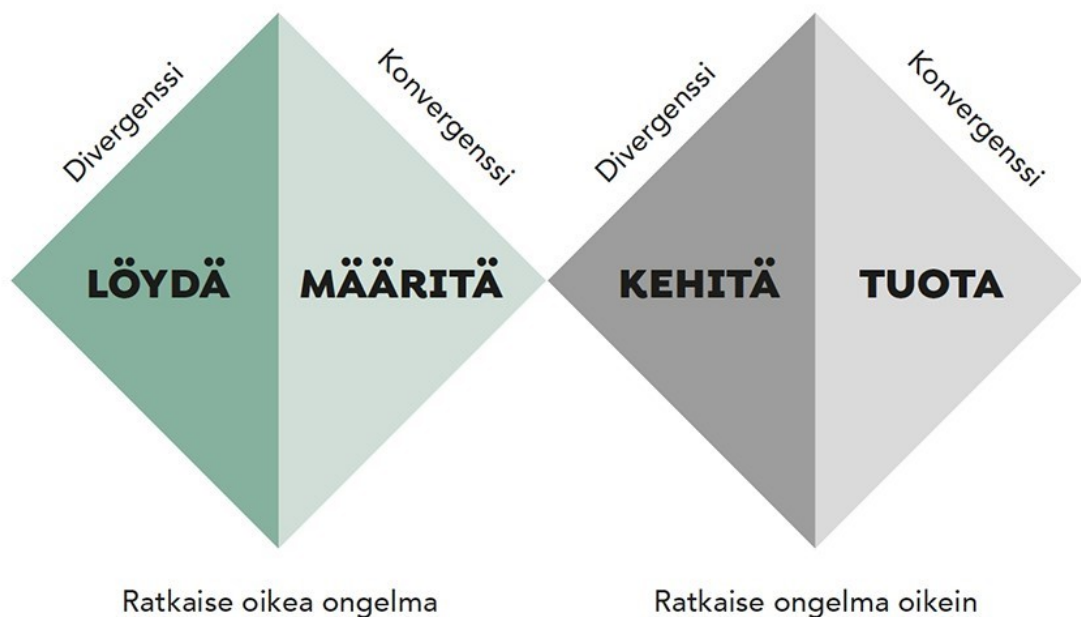 Divergenssi
Konvergenssi
Divergenssi
Konvergenssi
LÖYDÄ
MÄÄRITÄ
KEHITÄ
TUOTA
Ratkaise oikea ongelma
Ratkaise ongelma oikein